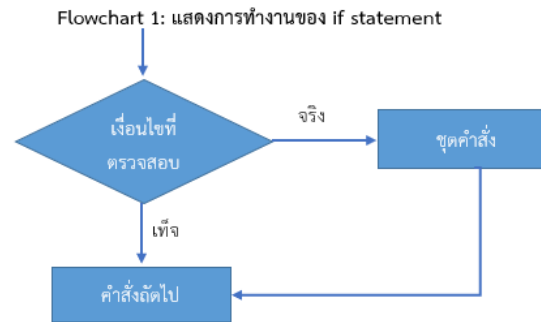 Flowchart 1: แสดงการทำงานของ if statement
เงื่อนไขที่
ตรวจสอบ
จริง
ชุดคำสั่ง
เท็จ
คำสั่งถัดไป